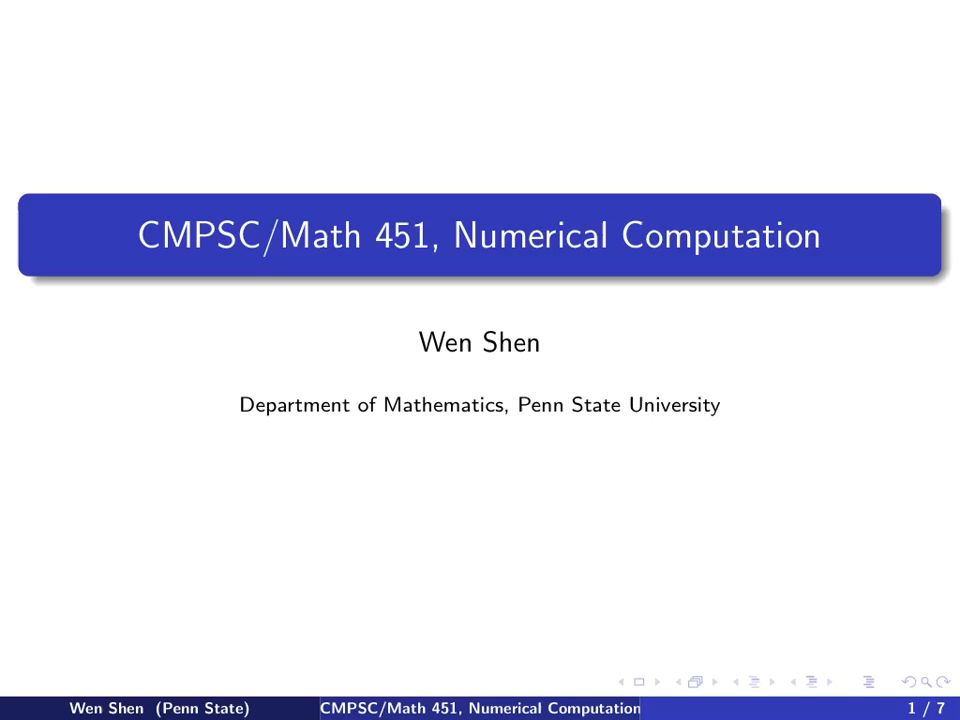 CMPSC/Math 451, Numerical Computation
Wen Shen
Department of Mathematics, Penn State University
Wen Shen (Penn State)
CMPSC/Math 451, Numerical Computation
1 / 7